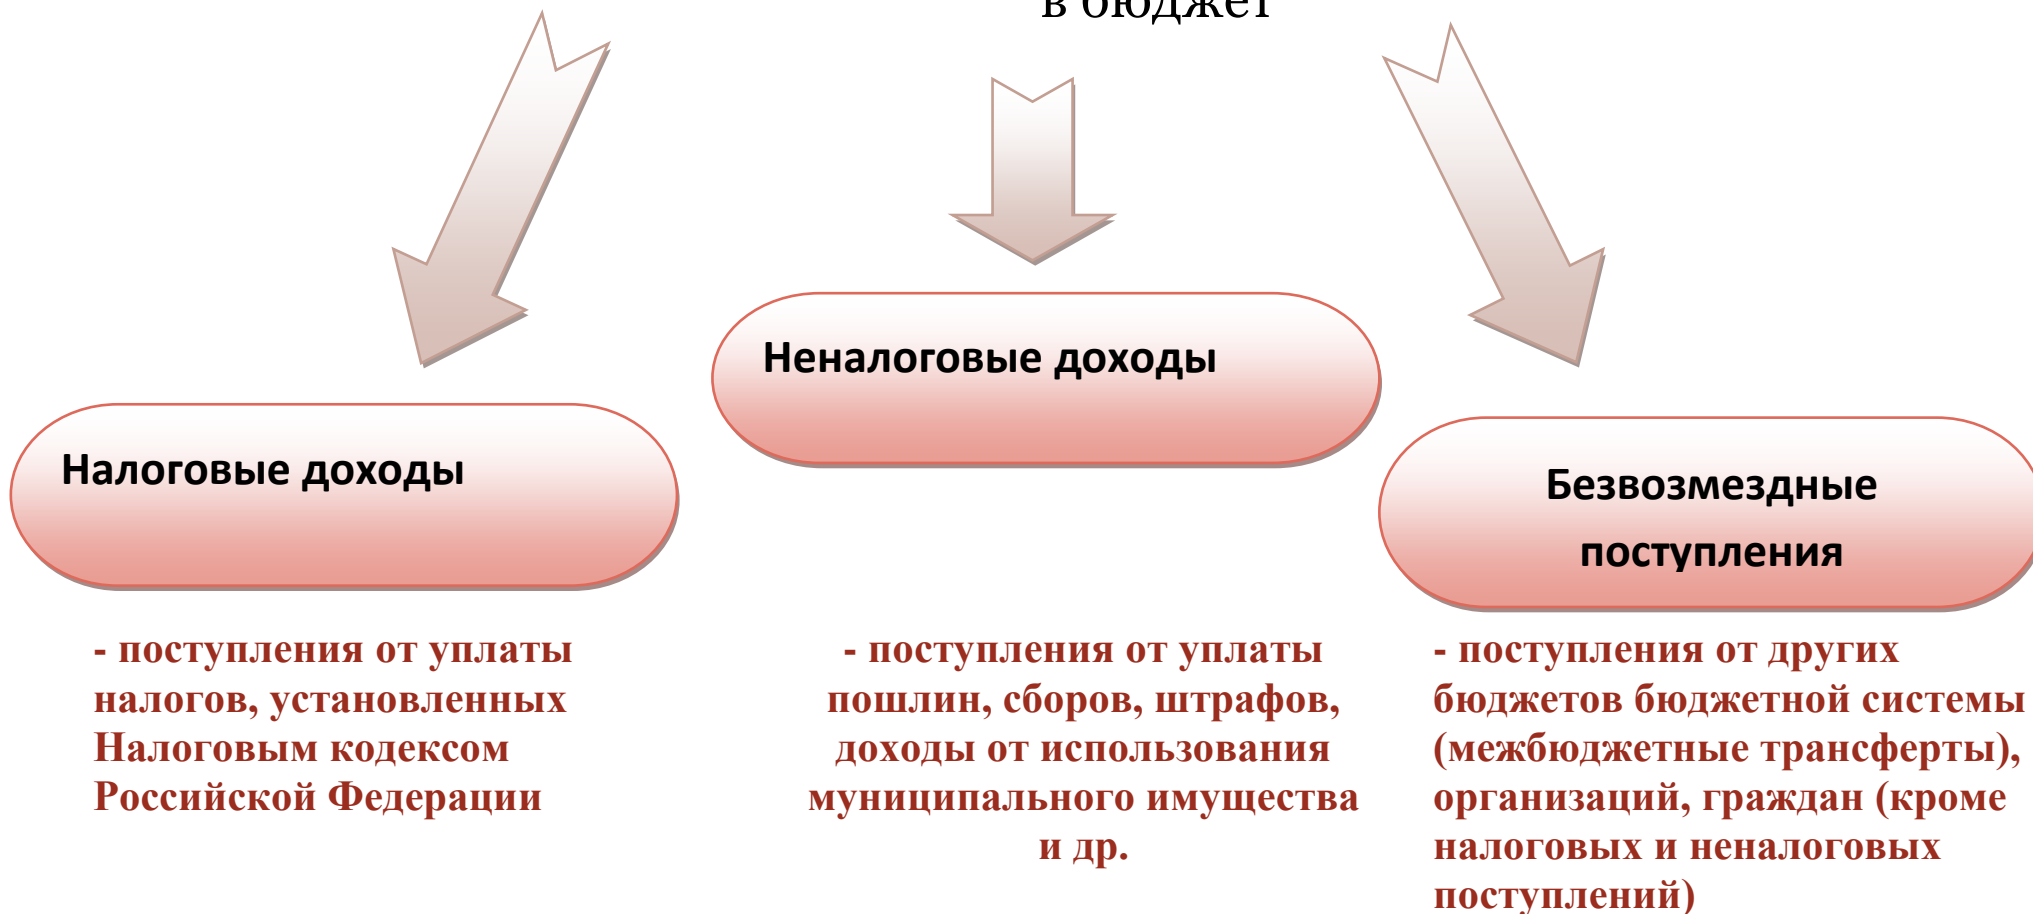 в бюджет
Неналоговые доходы
Налоговые доходы
Безвозмездные
поступления
- поступления от уплаты
налогов, установленных
Налоговым кодексом
Российской Федерации
- поступления от уплаты
пошлин, сборов, штрафов,
доходы от использования
муниципального имущества
и др.
- поступления от других
бюджетов бюджетной системы
(межбюджетные трансферты),
организаций, граждан (кроме
налоговых и неналоговых
поступлений)